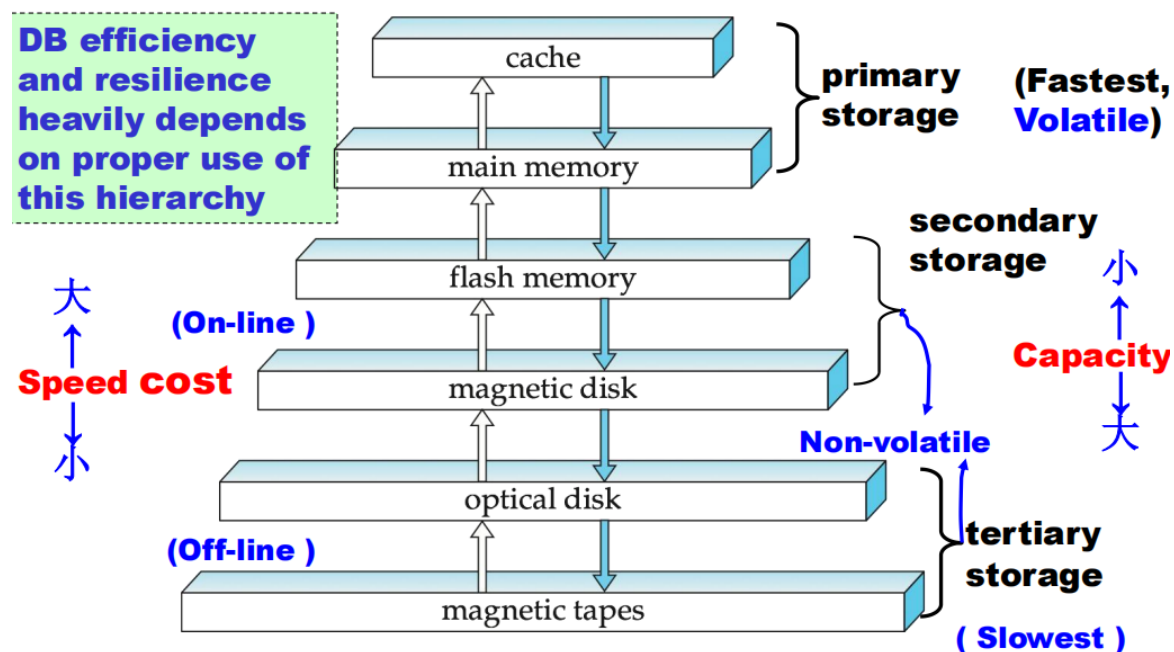 DB efficiency
and resilience
heavily depends
on proper use of
this hierarchy
cache
main memory
flash memory
magnetic disk
optical disk
magnetic tapes
primary
storage
(Fastest,
Volatile)
secondary
storage
大
Speed cost
小
(On-line )
(Off-line )
小
Capacity
大
Non-volatile
tertiary
storage
( Slowest )